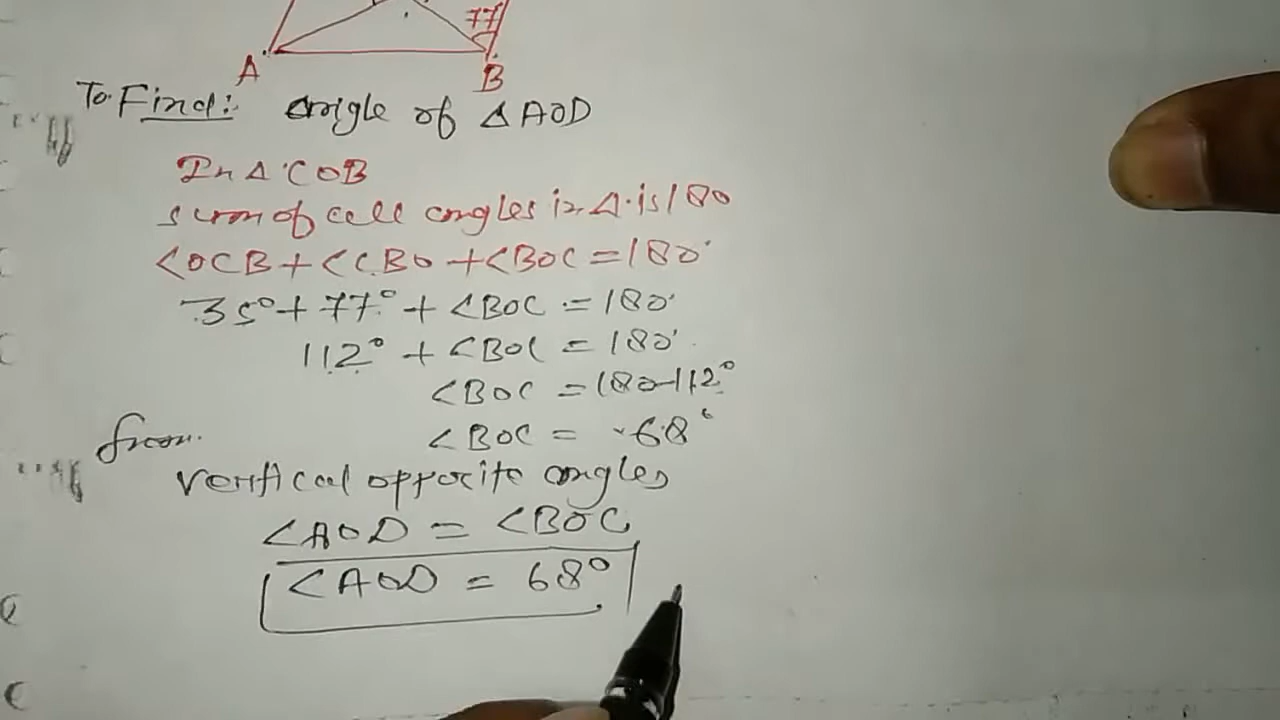 77
A
B
To Find: Angle of △AOD
In △ COB
sum of all angles in △ is 180
<OCB + <CBO + <BOC = 180°
35° + 77° + <BOC = 180°
112° + <BOC = 180°
<BOC = 180-112°
<BOC = 68°
from
vertical opposite angles
<AOD = <BOC
<AOD = 68°